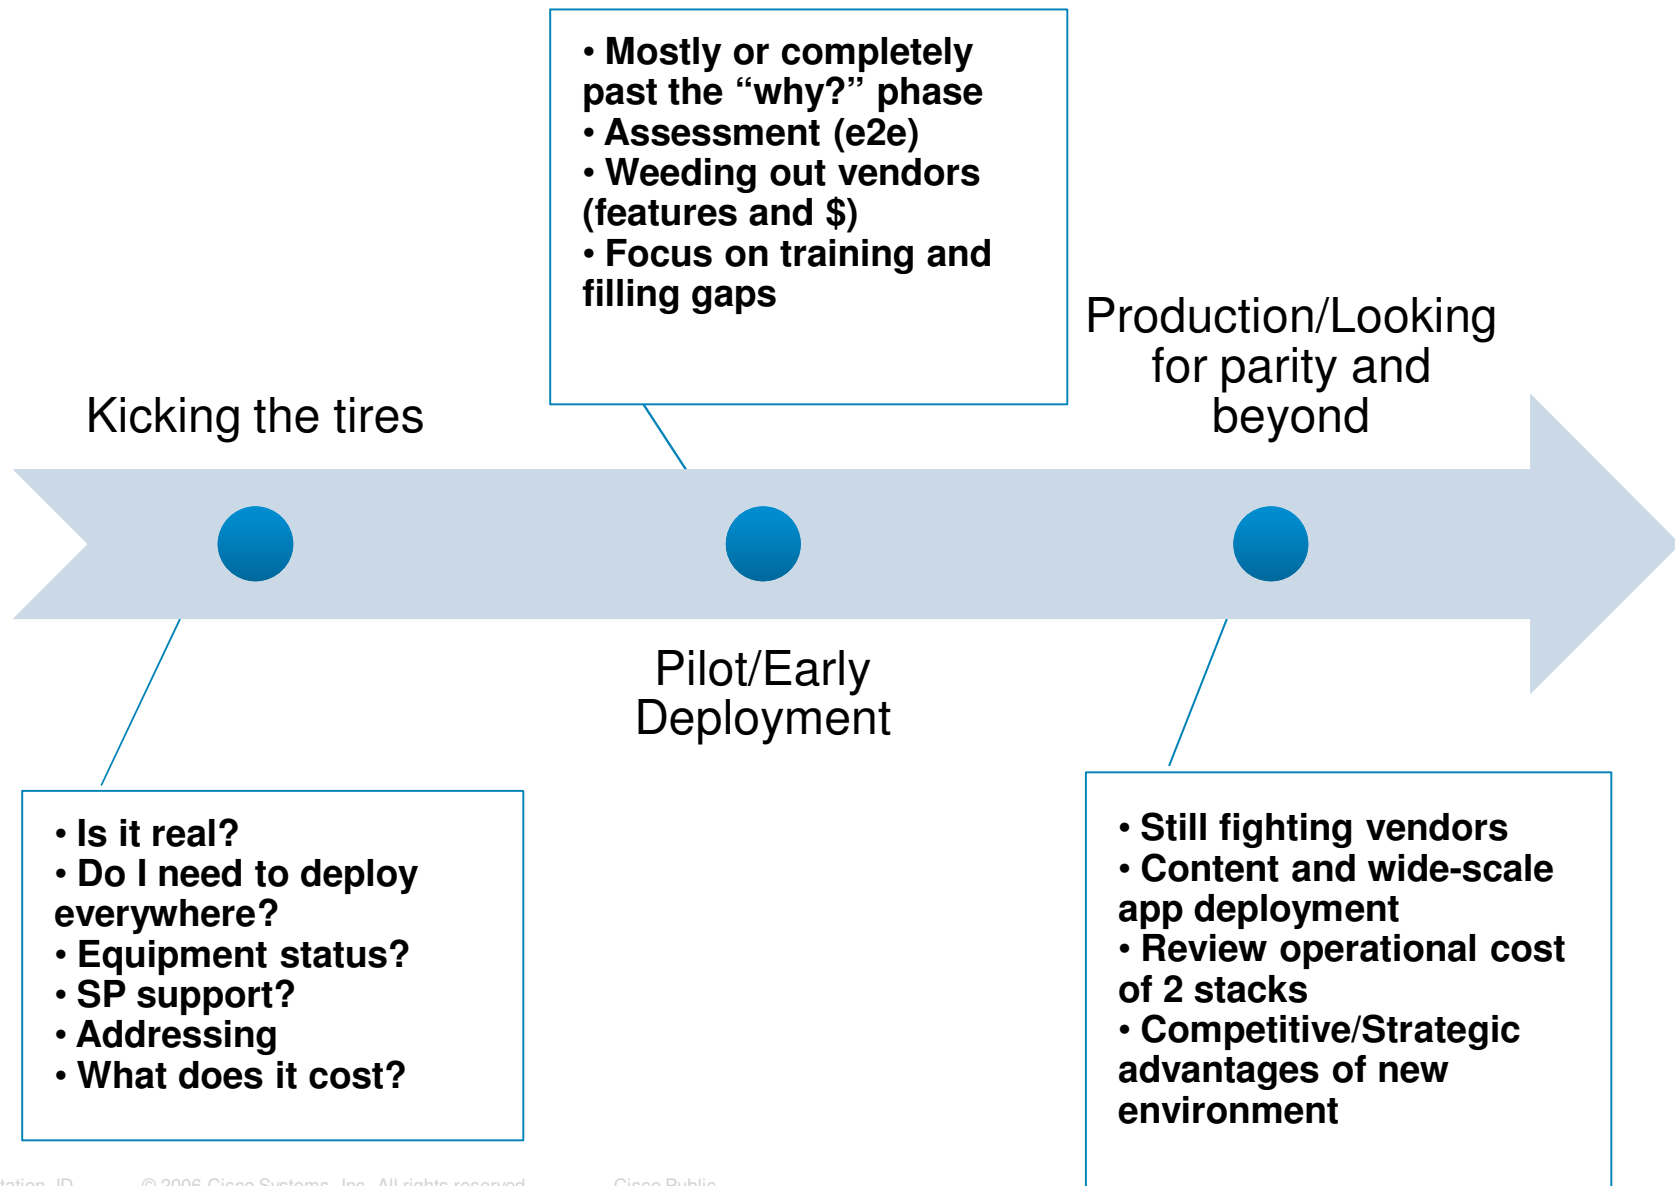 • Mostly or completely
past the “why?” phase
• Assessment (e2e)
• Weeding out vendors
(features and $)
• Focus on training and
filling gaps
Production/Looking
for parity and
beyond
Kicking the tires
Pilot/Early
Deployment
• Is it real?
• Do I need to deploy
everywhere?
• Equipment status?
• SP support?
• Addressing
• What does it cost?
• Still fighting vendors
• Content and wide-scale
app deployment
• Review operational cost
of 2 stacks
• Competitive/Strategic
advantages of new
environment
© 2006 Cisco Systems, Inc. All rights reserved.
Cisco Public